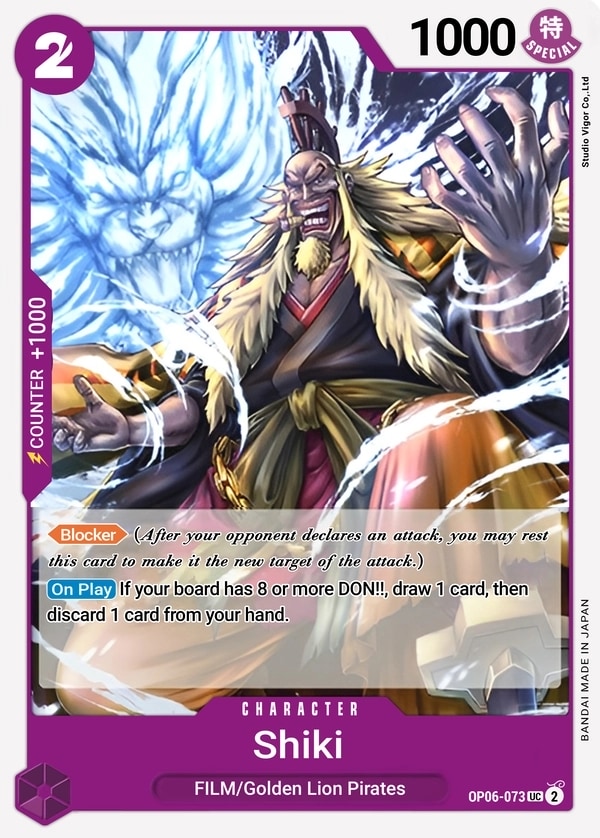 2
1000
特
SPECIAL
Studio Vigor Co,.Ltd
COUNTER +1000
Blocker (After your opponent declares an attack, you may rest
this card to make it the new target of the attack.)
On Play If your board has 8 or more DON!!, draw 1 card, then
discard 1 card from your hand.
BANDAI MADE IN JAPAN
CHARACTER
Shiki
FILM/Golden Lion Pirates
OP06-073 UC 2